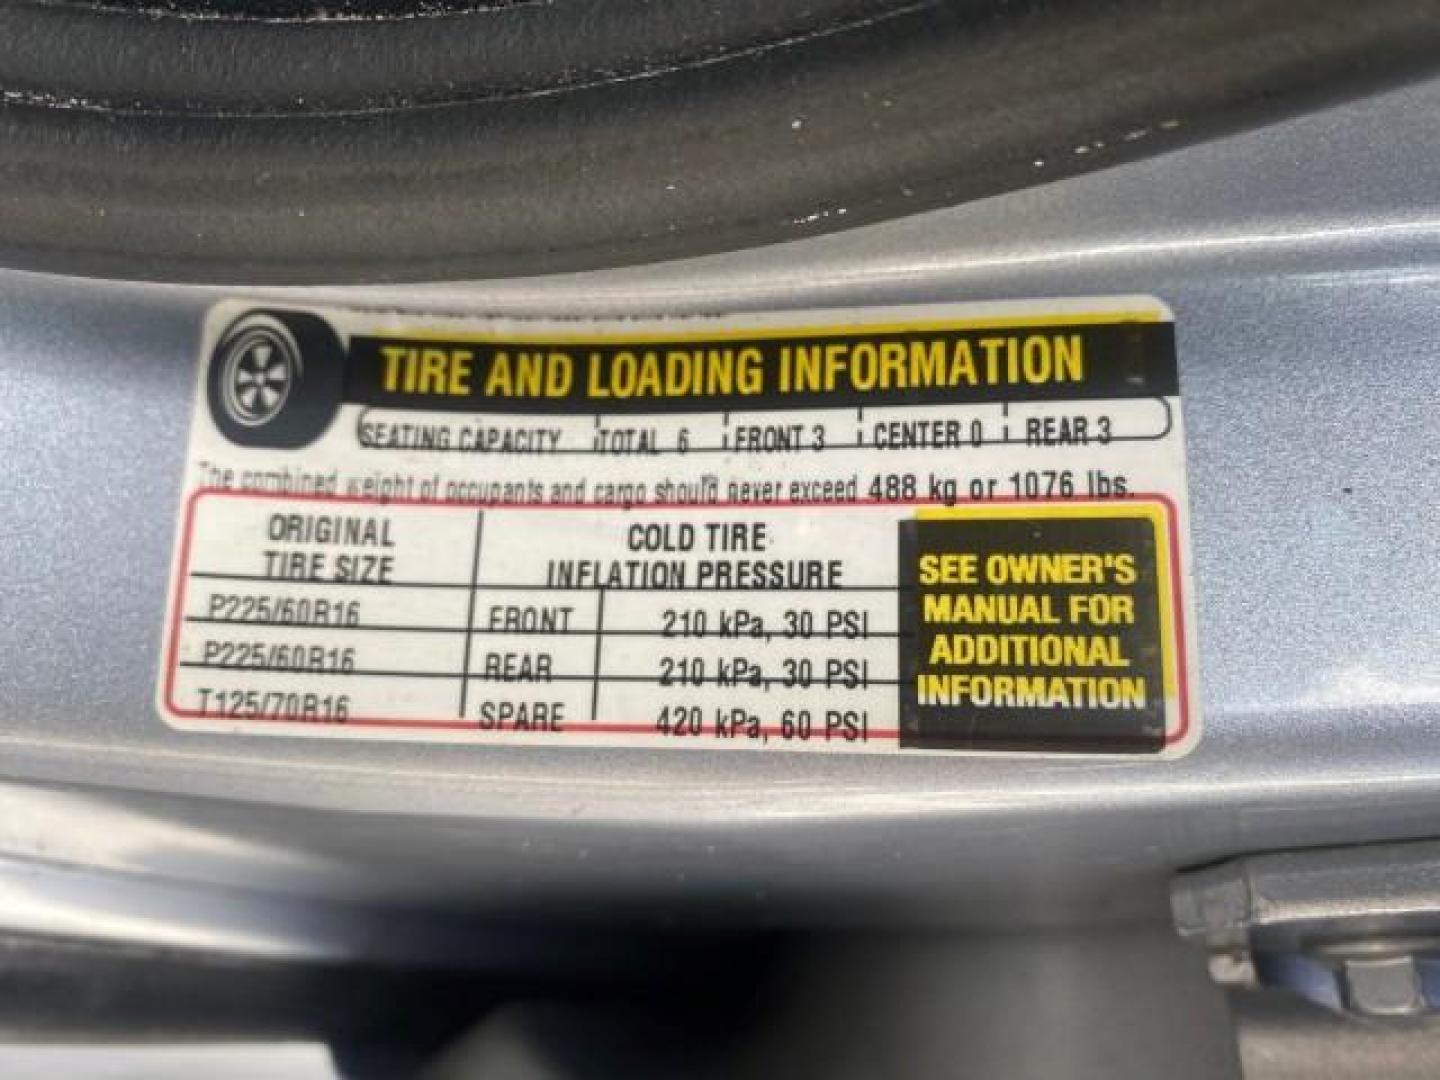 TIRE AND LOADING INFORMATION
SEATING CAPACITY TOTAL 6 FRONT 3 CENTER 0 REAR 3
The combined weight of occupants and cargo should never exceed 488 kg or 1076 lbs.
ORIGINAL
TIRE SIZE
COLD TIRE
INFLATION PRESSURE
P225/60R16 FRONT 210 kPa, 30 PSI
P225/60R16 REAR 210 kPa, 30 PSI
T125/70R16 SPARE 420 kPa, 60 PSI
SEE OWNER'S
MANUAL FOR
ADDITIONAL
INFORMATION